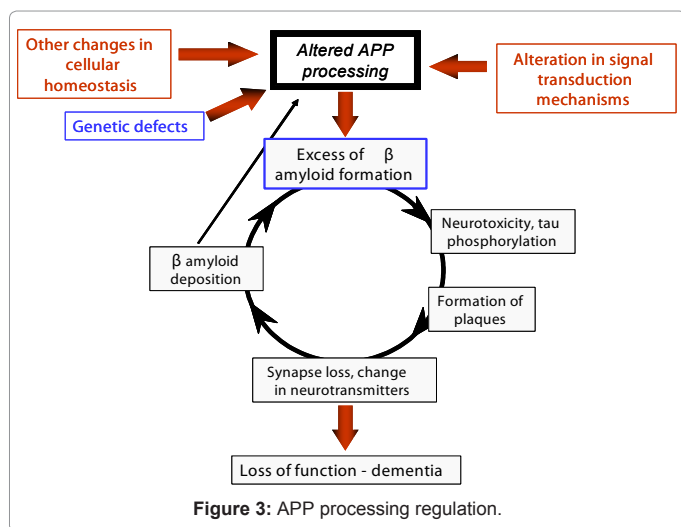 Other changes in
cellular
homeostasis
Altered APP
processing
Alteration in signal
transduction
mechanisms
Genetic defects
Excess of β
amyloid formation
Neurotoxicity, tau
phosphorylation
β amyloid
deposition
Formation of
plaques
Synapse loss, change
in neurotransmitters
Loss of function - dementia
Figure 3: APP processing regulation.